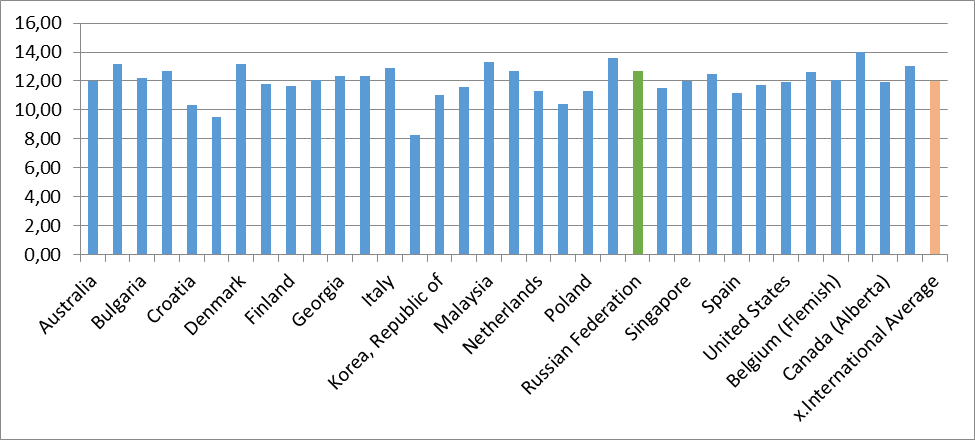 16,00
14,00
12,00
10,00
8,00
6,00
4,00
2,00
0,00
Australia
Bulgaria
Croatia
Denmark
Finland
Georgia
Italy
Korea, Republic of
Malaysia
Netherlands
Poland
Russian Federation
Singapore
Spain
United States
Belgium (Flemish)
Canada (Alberta)
x.International Average